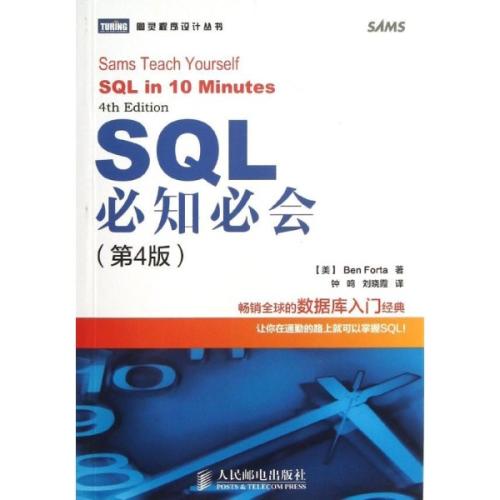 TURING 图灵程序设计丛书
SAMS
Sams Teach Yourself
SQL in 10 Minutes
4th Edition
SQL
必知必会
（第4版）
【美】 Ben Forta 著
钟鸣 刘晓霞 译
畅销全球的数据库入门经典
让你在通勤的路上就可以掌握SQL!
人民邮电出版社
POSTS & TELECOM PRESS